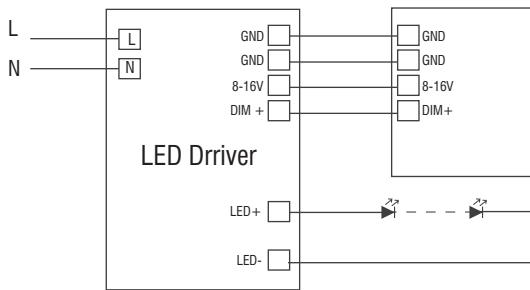 L
N
L
N
GND
GND
8-16V
DIM +
LED Drriver
LED+
LED-
GND
GND
8-16V
DIM+